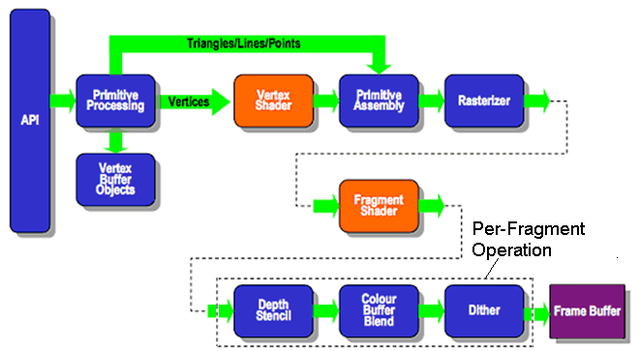 Triangles/Lines/Points
API
Primitive
Processing
Vertices
Vertex
Shader
Primitive
Assembly
Rasterizer
Vertex
Buffer
Objects
Fragment
Shader
Per-Fragment
Operation
Depth
Stencil
Colour
Buffer
Blend
Dither
Frame Buffer